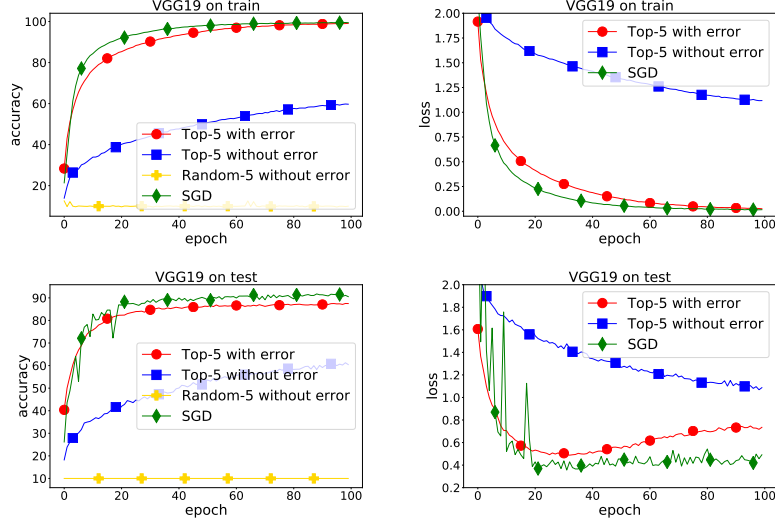 VGG19 on train
accuracy
100
80
60
40
20
Top-5 with error
Top-5 without error
Random-5 without error
SGD
0 20 40 60 80 100
epoch
VGG19 on train
loss
2.00
1.75
1.50
1.25
1.00
0.75
0.50
0.25
0.00
Top-5 with error
Top-5 without error
SGD
0 20 40 60 80 100
epoch
VGG19 on test
accuracy
90
80
70
60
50
40
30
20
10
Top-5 with error
Top-5 without error
Random-5 without error
SGD
0 20 40 60 80 100
epoch
VGG19 on test
loss
2.0
1.8
1.6
1.4
1.2
1.0
0.8
0.6
0.4
0.2
Top-5 with error
Top-5 without error
SGD
0 20 40 60 80 100
epoch